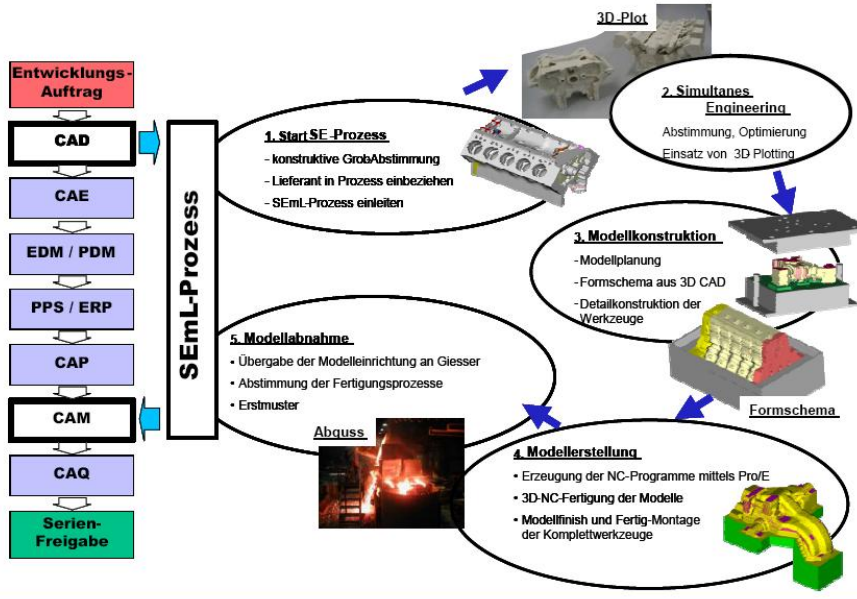 Entwicklungs-
Auftrag
CAD
CAE
EDM / PDM
PPS / ERP
CAP
CAM
CAQ
Serien-
Freigabe
SEmL-Prozess
1. Start SE-Prozess
- konstruktive GrobAbstimmung
- Lieferant in Prozess einbeziehen
- SEmL-Prozess einleiten
3D-Plot
2. Simultanes
Engineering
Abstimmung, Optimierung
Einsatz von 3D Plotting
3. Modellkonstruktion
- Modellplanung
- Formschema aus 3D CAD
- Detailkonstruktion der
Werkzeuge
Formschema
4. Modellerstellung
• Erzeugung der NC-Programme mittels Pro/E
• 3D-NC-Fertigung der Modelle
• Modellfinish und Fertig-Montage
der Komplettwerkzeuge
5. Modellabnahme
• Übergabe der Modelleinrichtung an Giesser
• Abstimmung der Fertigungsprozesse
• Erstmuster
Abguss